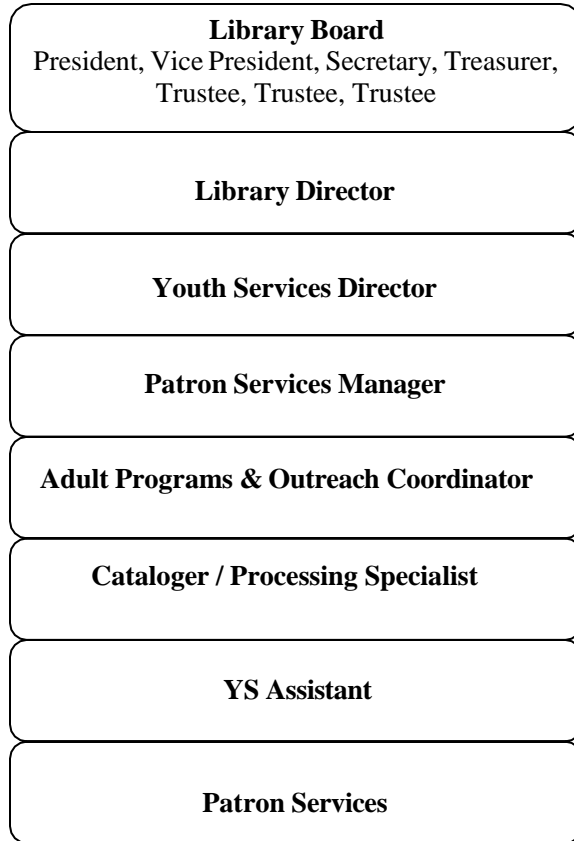 Library Board
President, Vice President, Secretary, Treasurer,
Trustee, Trustee, Trustee
Library Director
Youth Services Director
Patron Services Manager
Adult Programs & Outreach Coordinator
Cataloger / Processing Specialist
YS Assistant
Patron Services